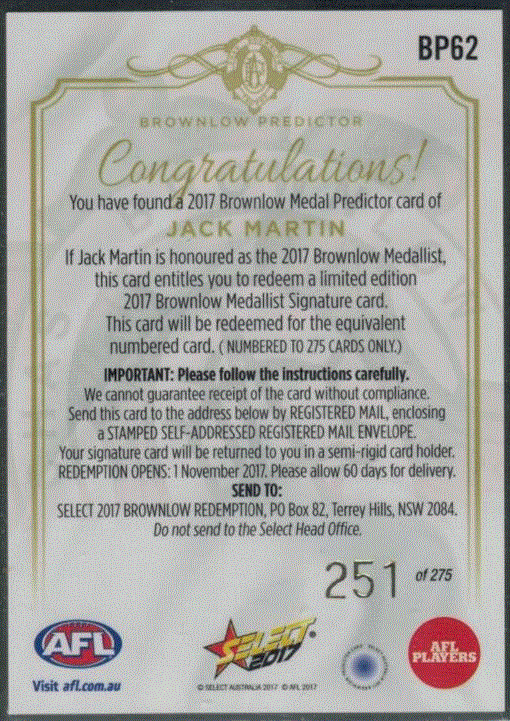 BP62
BROWNLOW PREDICTOR
Congratulations!
You have found a 2017 Brownlow Medal Predictor card of
JACK MARTIN
If Jack Martin is honoured as the 2017 Brownlow Medallist,
this card entitles you to redeem a limited edition
2017 Brownlow Medallist Signature card.
This card will be redeemed for the equivalent
numbered card. ( NUMBERED TO 275 CARDS ONLY.)
IMPORTANT: Please follow the instructions carefully.
We cannot guarantee receipt of the card without compliance.
Send this card to the address below by REGISTERED MAIL, enclosing
a STAMPED SELF-ADDRESSED REGISTERED MAIL ENVELOPE.
Your signature card will be returned to you in a semi-rigid card holder.
REDEMPTION OPENS: 1 November 2017. Please allow 60 days for delivery.
SEND TO:
SELECT 2017 BROWNLOW REDEMPTION, PO Box 82, Terrey Hills, NSW 2084.
Do not send to the Select Head Office.
251 of 275
AFL
Visit afl.com.au
SELECT
2017
© SELECT AUSTRALIA 2017 © AFL 2017
AFL
PLAYERS